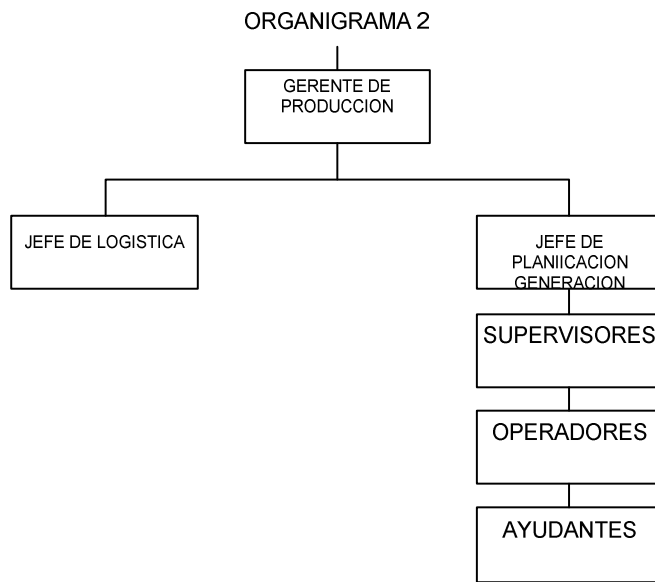 ORGANIGRAMA 2
GERENTE DE
PRODUCCION
JEFE DE LOGISTICA
JEFE DE
PLANIICACION
GENERACION
SUPERVISORES
OPERADORES
AYUDANTES